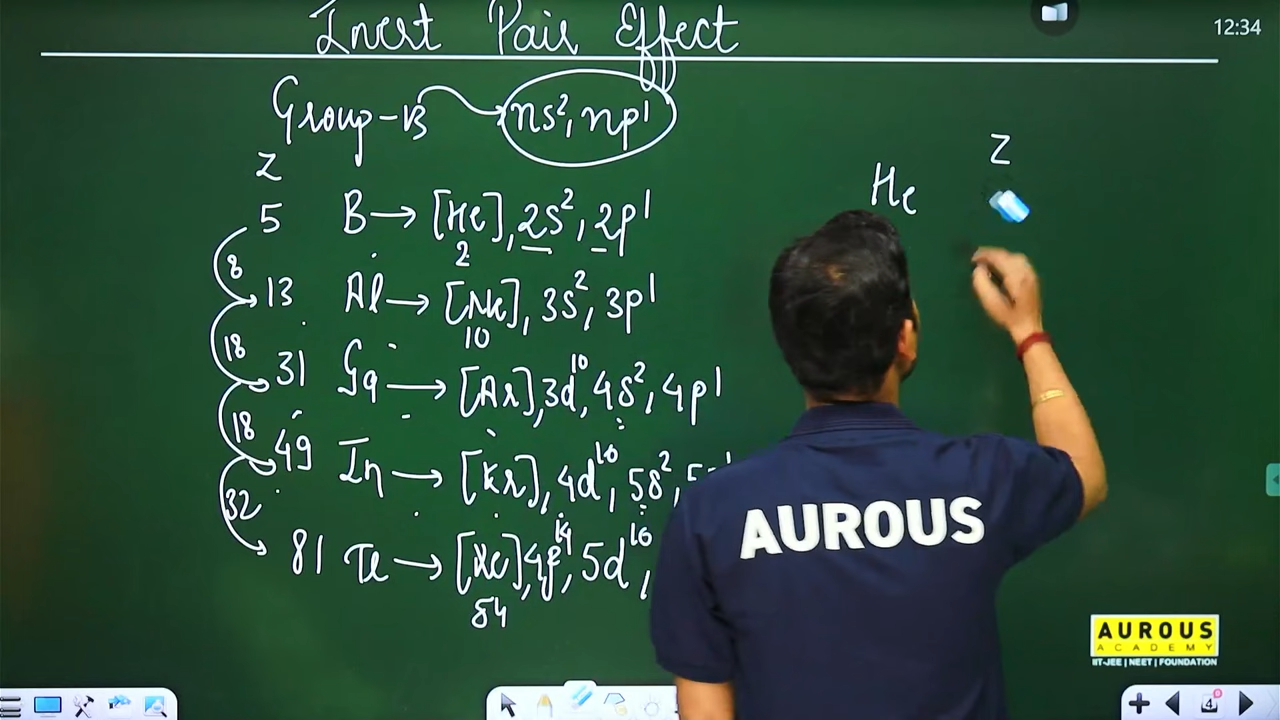 Inert Pair Effect
12:34
Group-13 ns², np¹
Z
5 B → [He], 2s², 2p¹
2
8
13 Al → [Ne], 3s², 3p¹
10
18
31 Ga → [Ar], 3d¹⁰, 4s², 4p¹
18
49 In → [Kr], 4d¹⁰, 5s², 5p¹
32
81 Tl → [Xe], 4f¹⁴, 5d¹⁰,
54
Z
He
AUROUS
AUROUS
ACADEMY
IIT-JEE | NEET | FOUNDATION
4